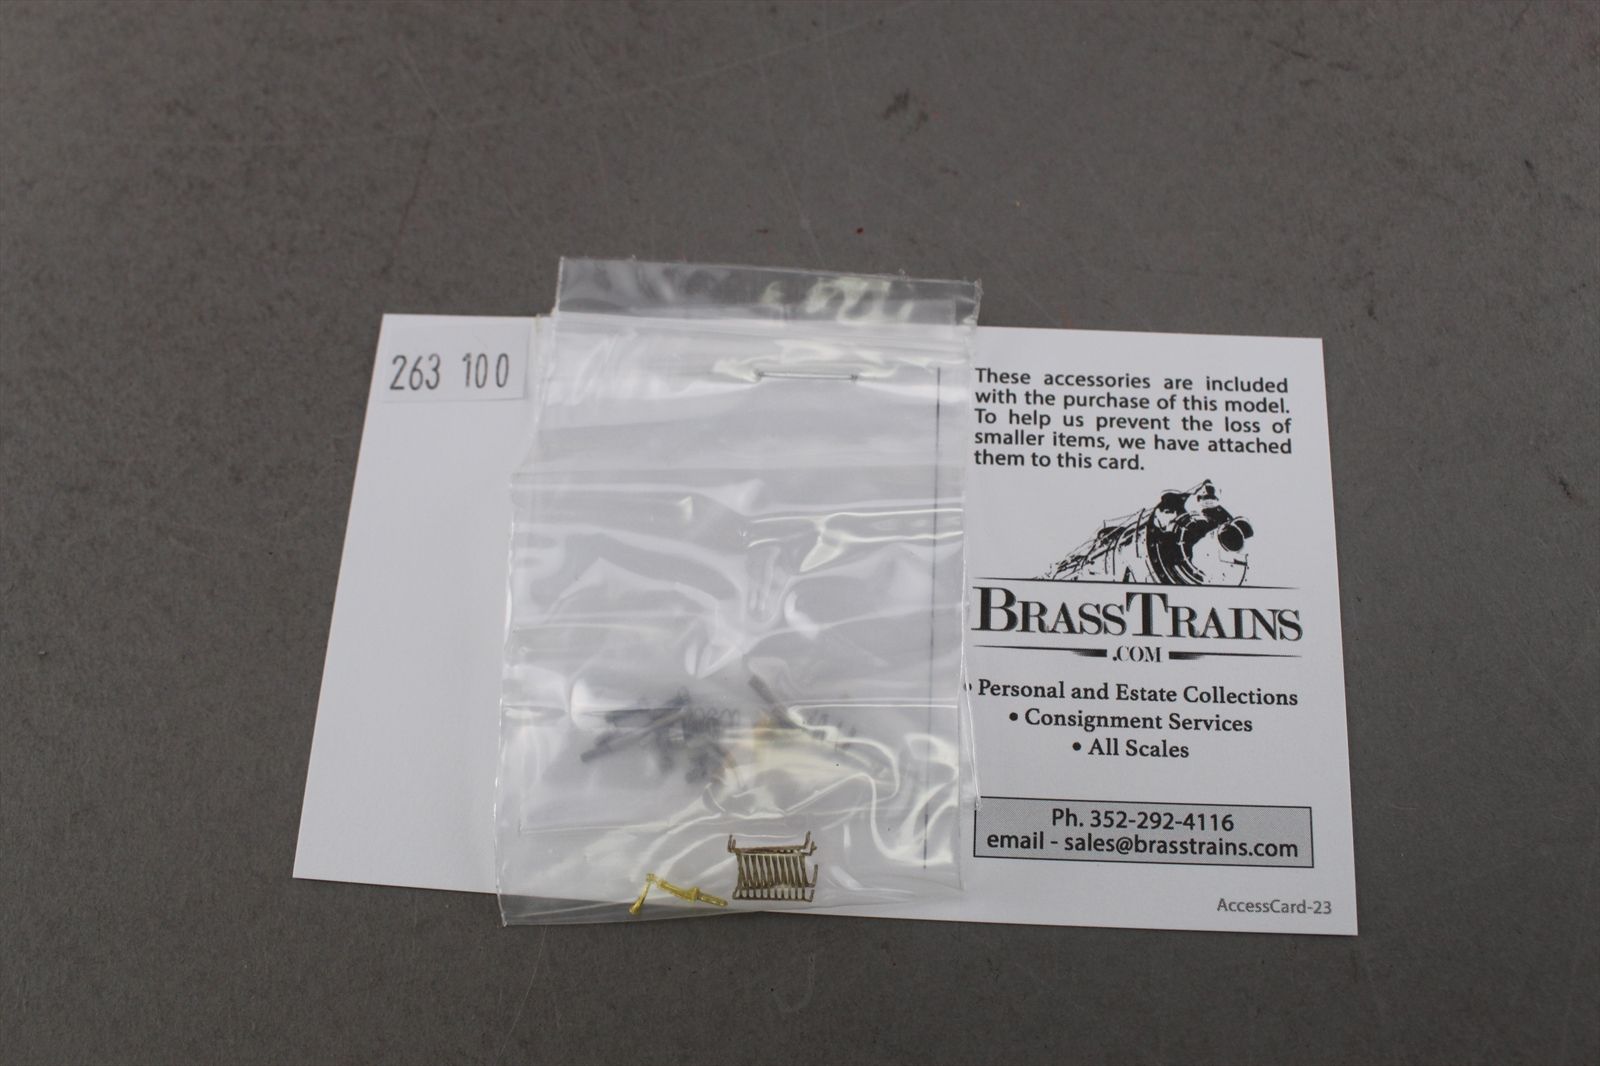 263 100
These accessories are included
with the purchase of this model.
To help us prevent the loss of
smaller items, we have attached
them to this card.
BRASSTRAINS
.COM
• Personal and Estate Collections
• Consignment Services
• All Scales
Ph. 352-292-4116
email - sales@brasstrains.com
AccessCard-23